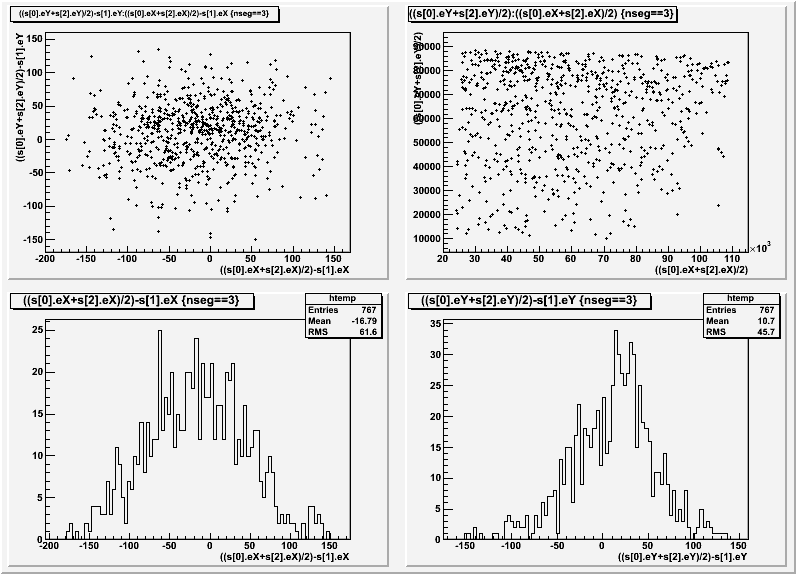 ((s[0].eY+s[2].eY)/2)-s[1].eY:((s[0].eX+s[2].eX)/2)-s[1].eX {nseg==3}
((s[0].eY+s[2].eY)/2)-s[1].eY
150
100
50
0
-50
-100
-150
-200 -150 -100 -50 0 50 100 150
((s[0].eX+s[2].eX)/2)-s[1].eX
((s[0].eY+s[2].eY)/2):((s[0].eX+s[2].eX)/2) {nseg==3}
((s[0].eY+s[2].eY)/2)
90000
80000
70000
60000
50000
40000
30000
20000
10000
20 30 40 50 60 70 80 90 100 110
×10³
((s[0].eX+s[2].eX)/2)
((s[0].eX+s[2].eX)/2)-s[1].eX {nseg==3}
htemp
Entries 767
Mean -16.79
RMS 61.6
25
20
15
10
5
0
-200 -150 -100 -50 0 50 100 150
((s[0].eX+s[2].eX)/2)-s[1].eX
((s[0].eY+s[2].eY)/2)-s[1].eY {nseg==3}
htemp
Entries 767
Mean 10.7
RMS 45.7
35
30
25
20
15
10
5
0
-150 -100 -50 0 50 100 150
((s[0].eY+s[2].eY)/2)-s[1].eY